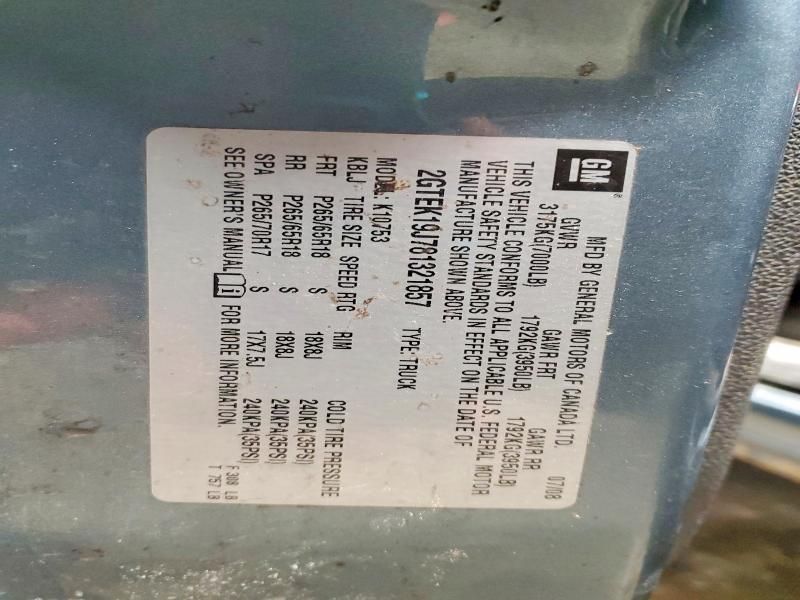 GM ®
MFD BY GENERAL MOTORS OF CANADA LTD. 07/08
GVWR GAWR FRT GAWR RR
3175KG(7000LB) 1792KG(3950LB) 1792KG(3950LB)
THIS VEHICLE CONFORMS TO ALL APPLICABLE U.S. FEDERAL MOTOR
VEHICLE SAFETY STANDARDS IN EFFECT ON THE DATE OF
MANUFACTURE SHOWN ABOVE.
2GTEK19J781321857 TYPE: TRUCK
MODEL: K10753
KBLJ TIRE SIZE SPEED RTG RIM COLD TIRE PRESSURE
FRT P265/65R18 S 18X8J 240KPA(35PSI)
RR P265/65R18 S 18X8J 240KPA(35PSI)
SPA P265/70R17 S 17X7.5J 240KPA(35PSI)
SEE OWNER'S MANUAL i FOR MORE INFORMATION.
F 308 LB
T 757 LB